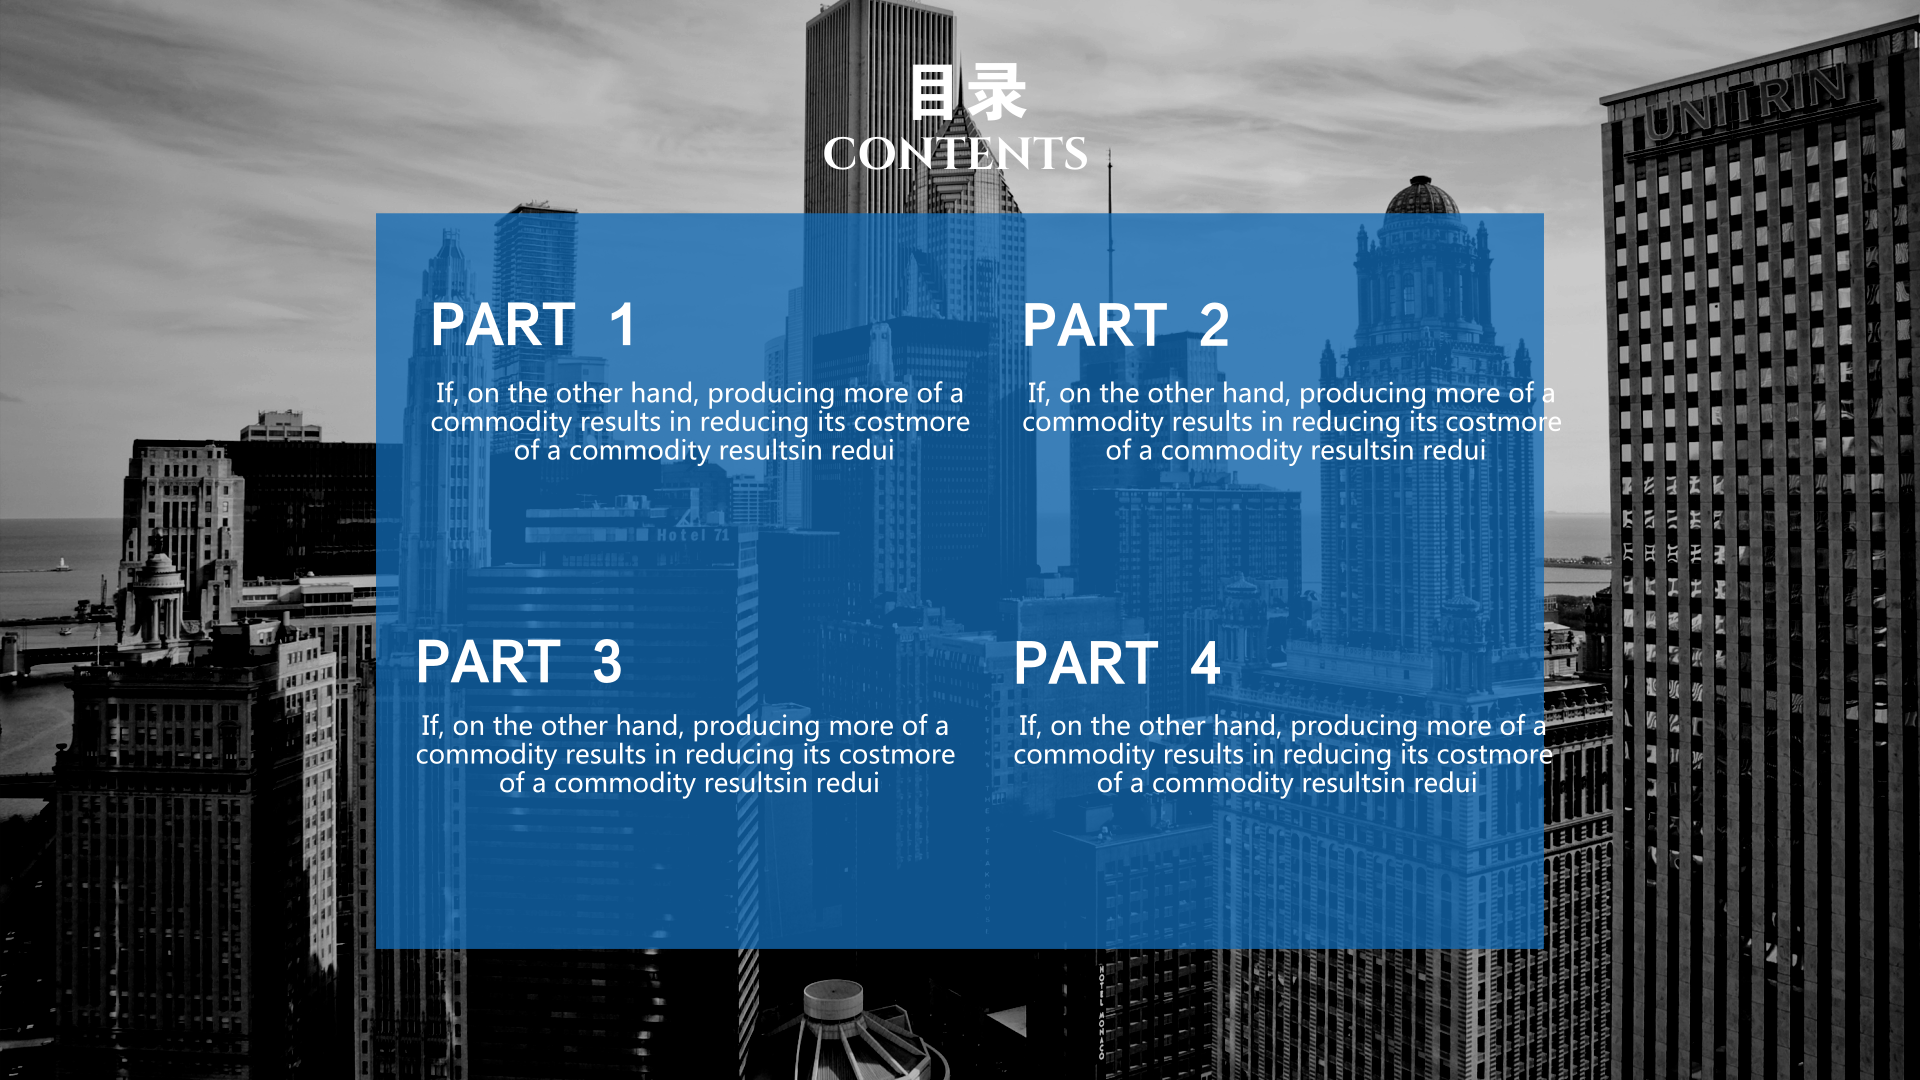 目录
CONTENTS
UNITRIN
PART 1
If, on the other hand, producing more of a
commodity results in reducing its costmore
of a commodity resultsin redui
PART 2
If, on the other hand, producing more of a
commodity results in reducing its costmore
of a commodity resultsin redui
Hotel 71
PART 3
If, on the other hand, producing more of a
commodity results in reducing its costmore
of a commodity resultsin redui
PART 4
If, on the other hand, producing more of a
commodity results in reducing its costmore
of a commodity resultsin redui
HOTEL MONACO